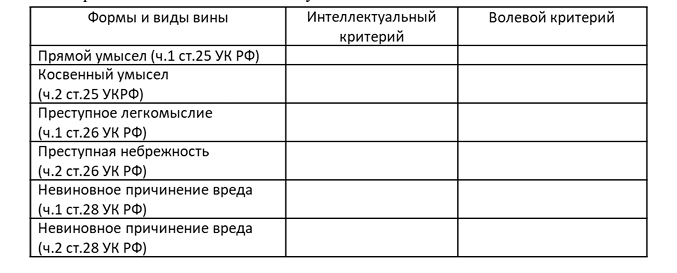 Формы и виды вины
Интеллектуальный
критерий
Волевой критерий
Прямой умысел (ч.1 ст.25 УК РФ)
Косвенный умысел
(ч.2 ст.25 УКРФ)
Преступное легкомыслие
(ч.1 ст.26 УК РФ)
Преступная небрежность
(ч.2 ст.26 УК РФ)
Невиновное причинение вреда
(ч.1 ст.28 УК РФ)
Невиновное причинение вреда
(ч.2 ст.28 УК РФ)